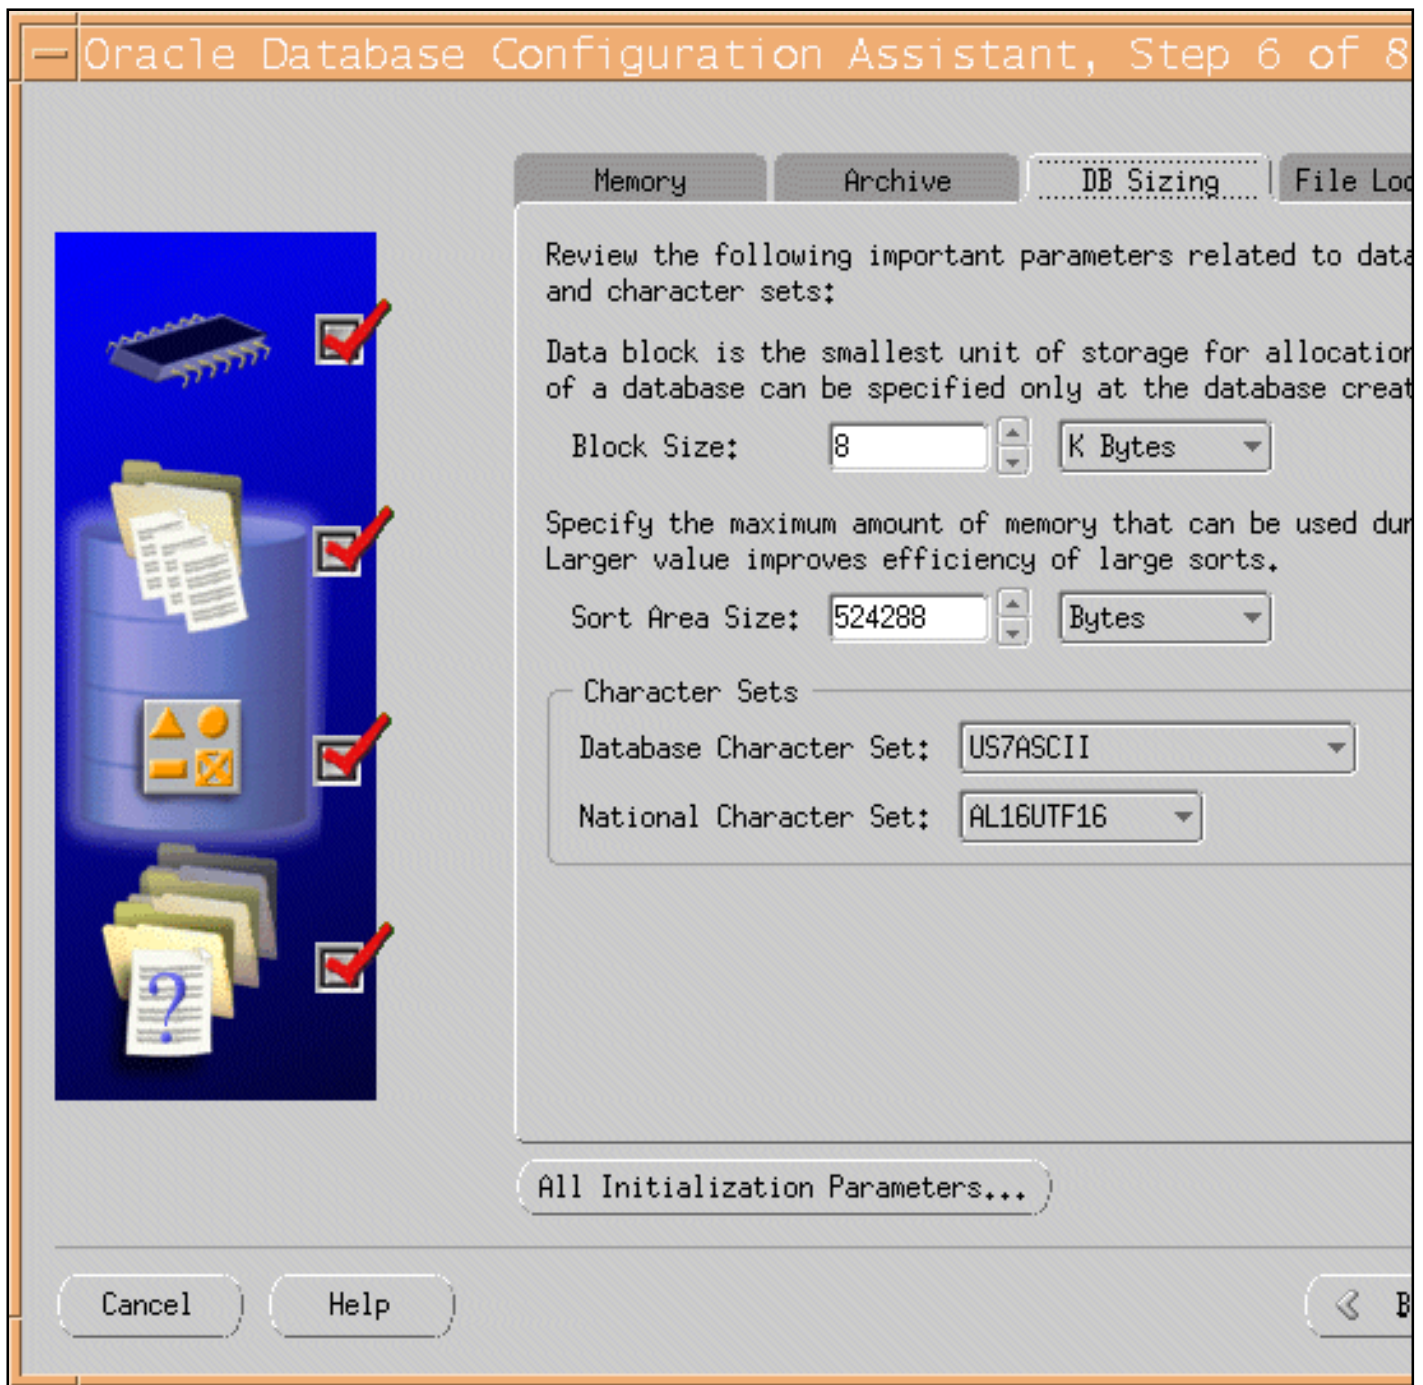 Oracle Database Configuration Assistant, Step 6 of 8
Memory Archive DB Sizing File Loc
Review the following important parameters related to data
and character sets:
Data block is the smallest unit of storage for allocation
of a database can be specified only at the database creat
Block Size: 8 K Bytes
Specify the maximum amount of memory that can be used dur
Larger value improves efficiency of large sorts.
Sort Area Size: 524288 Bytes
Character Sets
Database Character Set: US7ASCII
National Character Set: AL16UTF16
?
All Initialization Parameters...
Cancel Help B